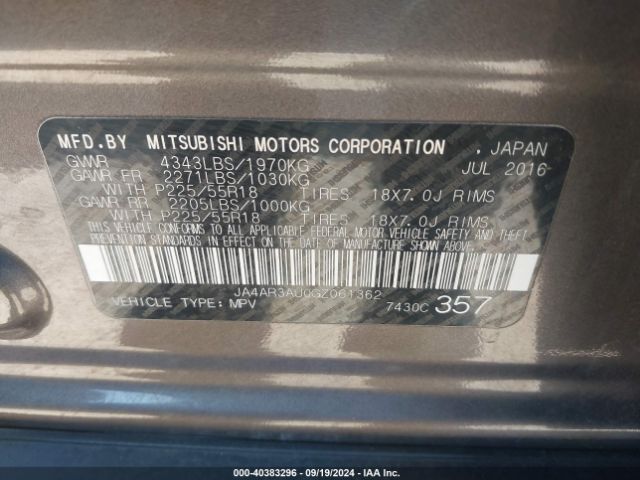 MFD.BY MITSUBISHI MOTORS CORPORATION , JAPAN
GVWR 4343LBS/1970KG JUL 2016
GAWR FR 2271LBS/1030KG
WITH P225/55R18 TIRES 18X7.0J RIMS
GAWR RR 2205LBS/1000KG
WITH P225/55R18 TIRES 18X7.0J RIMS
THIS VEHICLE CONFORMS TO ALL APPLICABLE FEDERAL MOTOR VEHICLE SAFETY AND THEFT
PREVENTION STANDARDS IN EFFECT ON THE DATE OF MANUFACTURE SHOWN ABOVE.
JA4AR3AU0GZ061362
VEHICLE TYPE: MPV 7430C 357
40383296 - 09/19/2024 - IAA Inc.